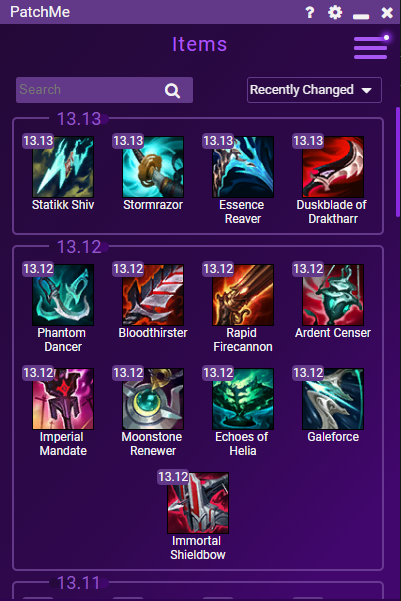 PatchMe
?
Items
Search
Recently Changed
13.13
13.13
13.13
13.13
13.13
Statikk Shiv
Stormrazor
Essence
Reaver
Duskblade of
Draktharr
13.12
13.12
13.12
13.12
13.12
Phantom
Dancer
Bloodthirster
Rapid
Firecannon
Ardent Censer
13.12
13.12
13.12
13.12
Imperial
Mandate
Moonstone
Renewer
Echoes of
Helia
Galeforce
13.12
Immortal
Shieldbow
13.11